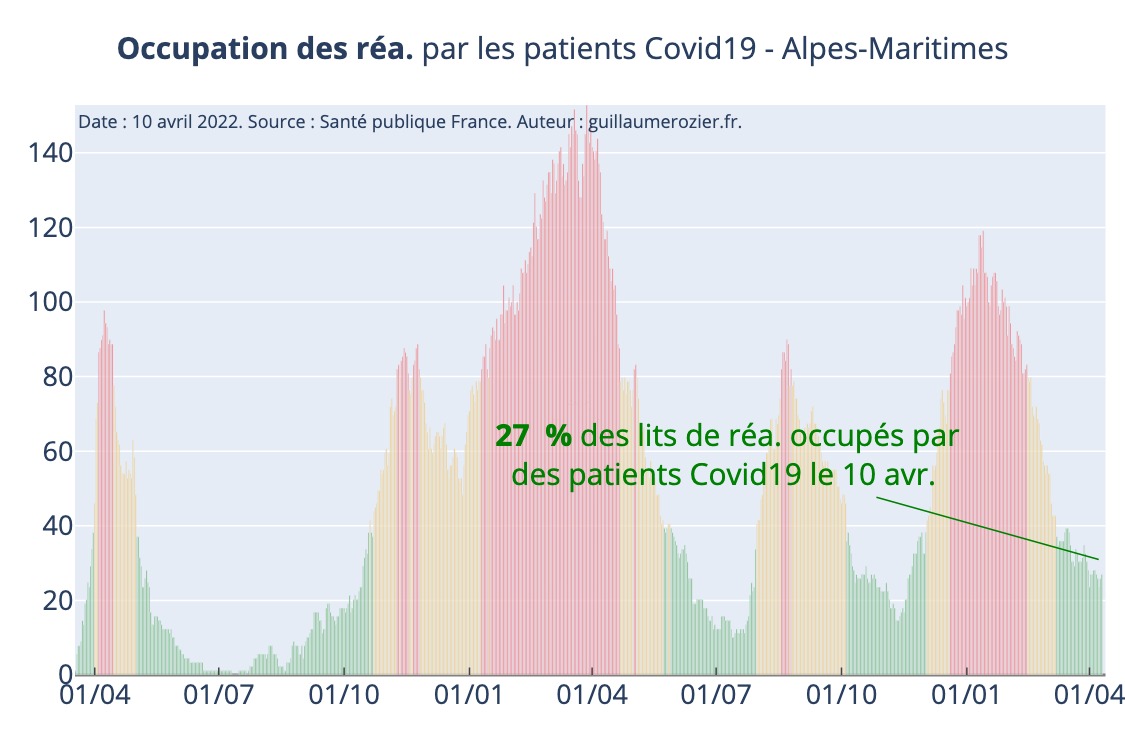 Occupation des réa. par les patients Covid19 - Alpes-Maritimes
Date : 10 avril 2022. Source : Santé publique France. Auteur : guillaumerozier.fr.
140
120
100
80
60
40
20
0
27 % des lits de réa. occupés par
des patients Covid19 le 10 avr.
01/04 01/07 01/10 01/01 01/04 01/07 01/10 01/01 01/04